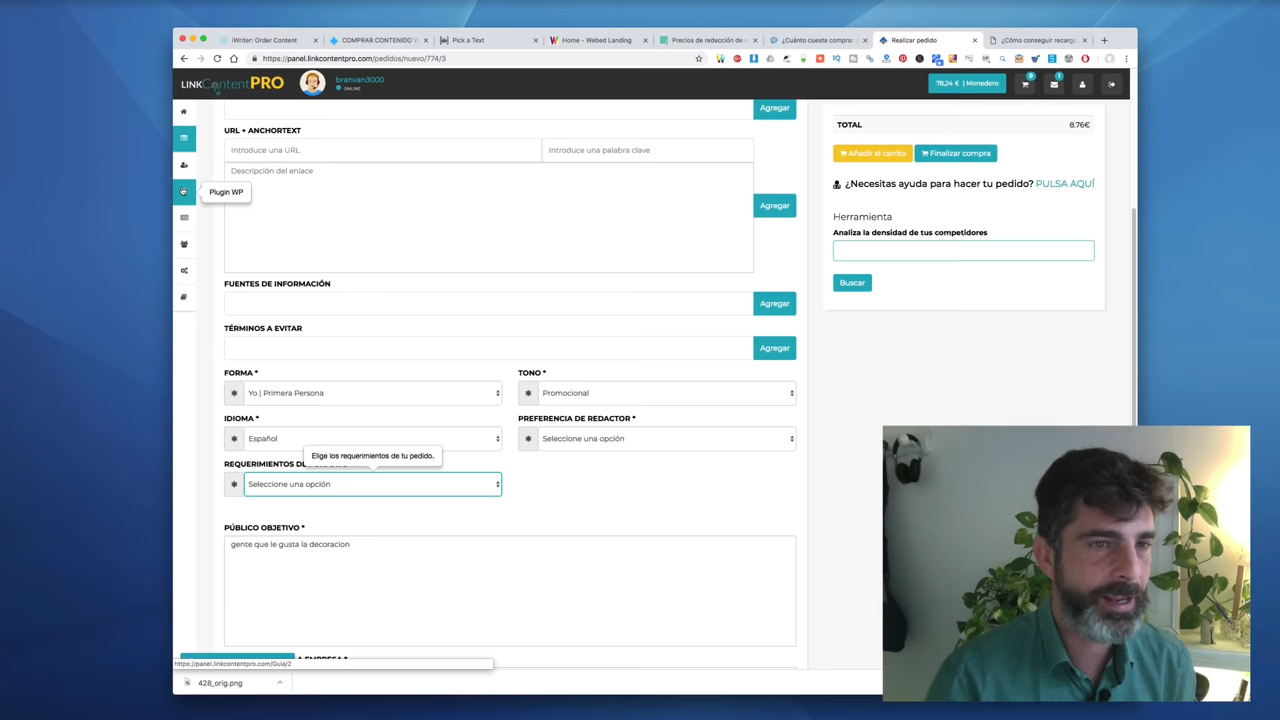 iWriter: Order Content
COMPRAR CONTENIDO W
Pick a Text
Home - Webed Landing
Precios de redacción de
¿Cuánto cuesta comprar
Realizar pedido
¿Cómo conseguir recarg
https://panel.linkcontentpro.com/pedidos/nuevo/774/3
LINKContentPRO
branvan3000
ONLINE
78,24 € | Monedero
0
1
Agregar
URL + ANCHORTEXT
Introduce una URL
Introduce una palabra clave
Descripción del enlace
Agregar
Plugin WP
FUENTES DE INFORMACIÓN
Agregar
TÉRMINOS A EVITAR
Agregar
FORMA *
TONO *
Yo | Primera Persona
Promocional
IDIOMA *
PREFERENCIA DE REDACTOR *
Español
Seleccione una opción
Elige los requerimientos de tu pedido.
REQUERIMIENTOS
Seleccione una opción
PÚBLICO OBJETIVO *
gente que le gusta la decoracion
A EMPRESA *
https://panel.linkcontentpro.com/Guia/2
428_orig.png
TOTAL
8.76€
Añadir al carrito
Finalizar compra
¿Necesitas ayuda para hacer tu pedido? PULSA AQUÍ
Herramienta
Analiza la densidad de tus competidores
Buscar